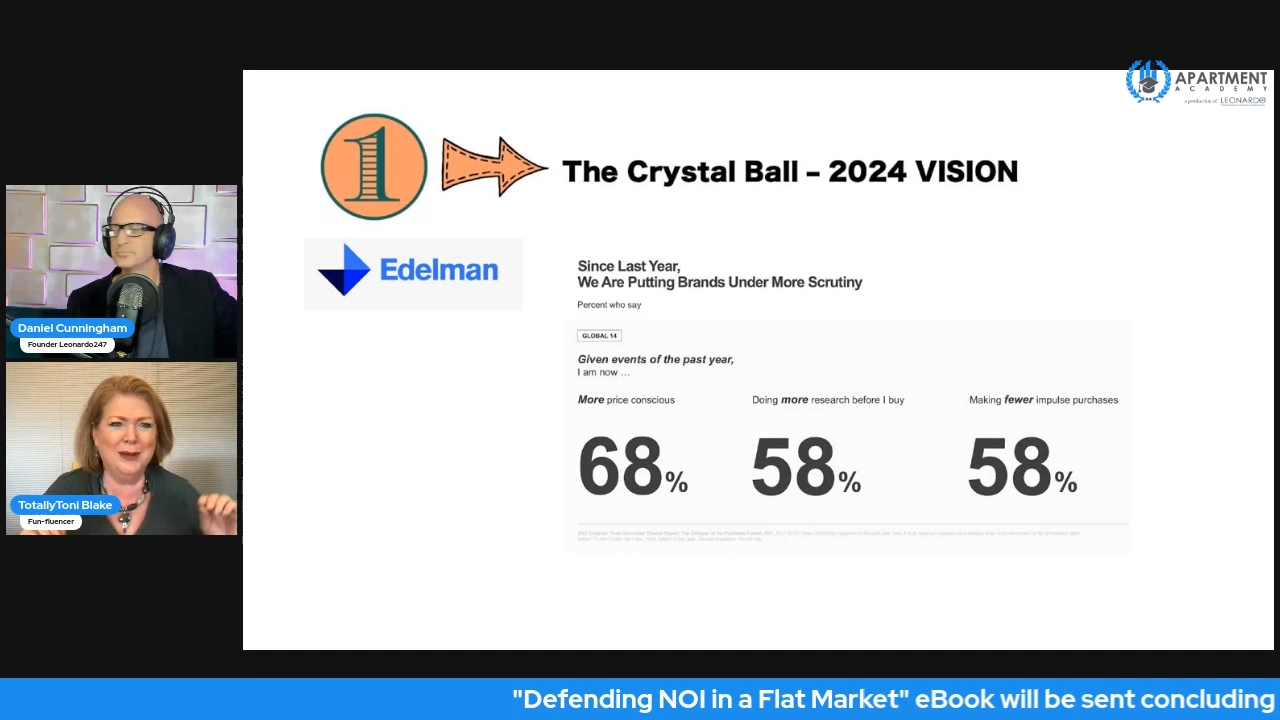 APARTMENT
ACADEMY
a production of LEONARDO
1
The Crystal Ball – 2024 VISION
Edelman
Since Last Year,
We Are Putting Brands Under More Scrutiny
Percent who say
GLOBAL 14
Given events of the past year,
I am now ...
More price conscious
Doing more research before I buy
Making fewer impulse purchases
68%
58%
58%
Daniel Cunningham
Founder Leonardo247
TotallyToni Blake
Fun-fluencer
"Defending NOI in a Flat Market" eBook will be sent concluding